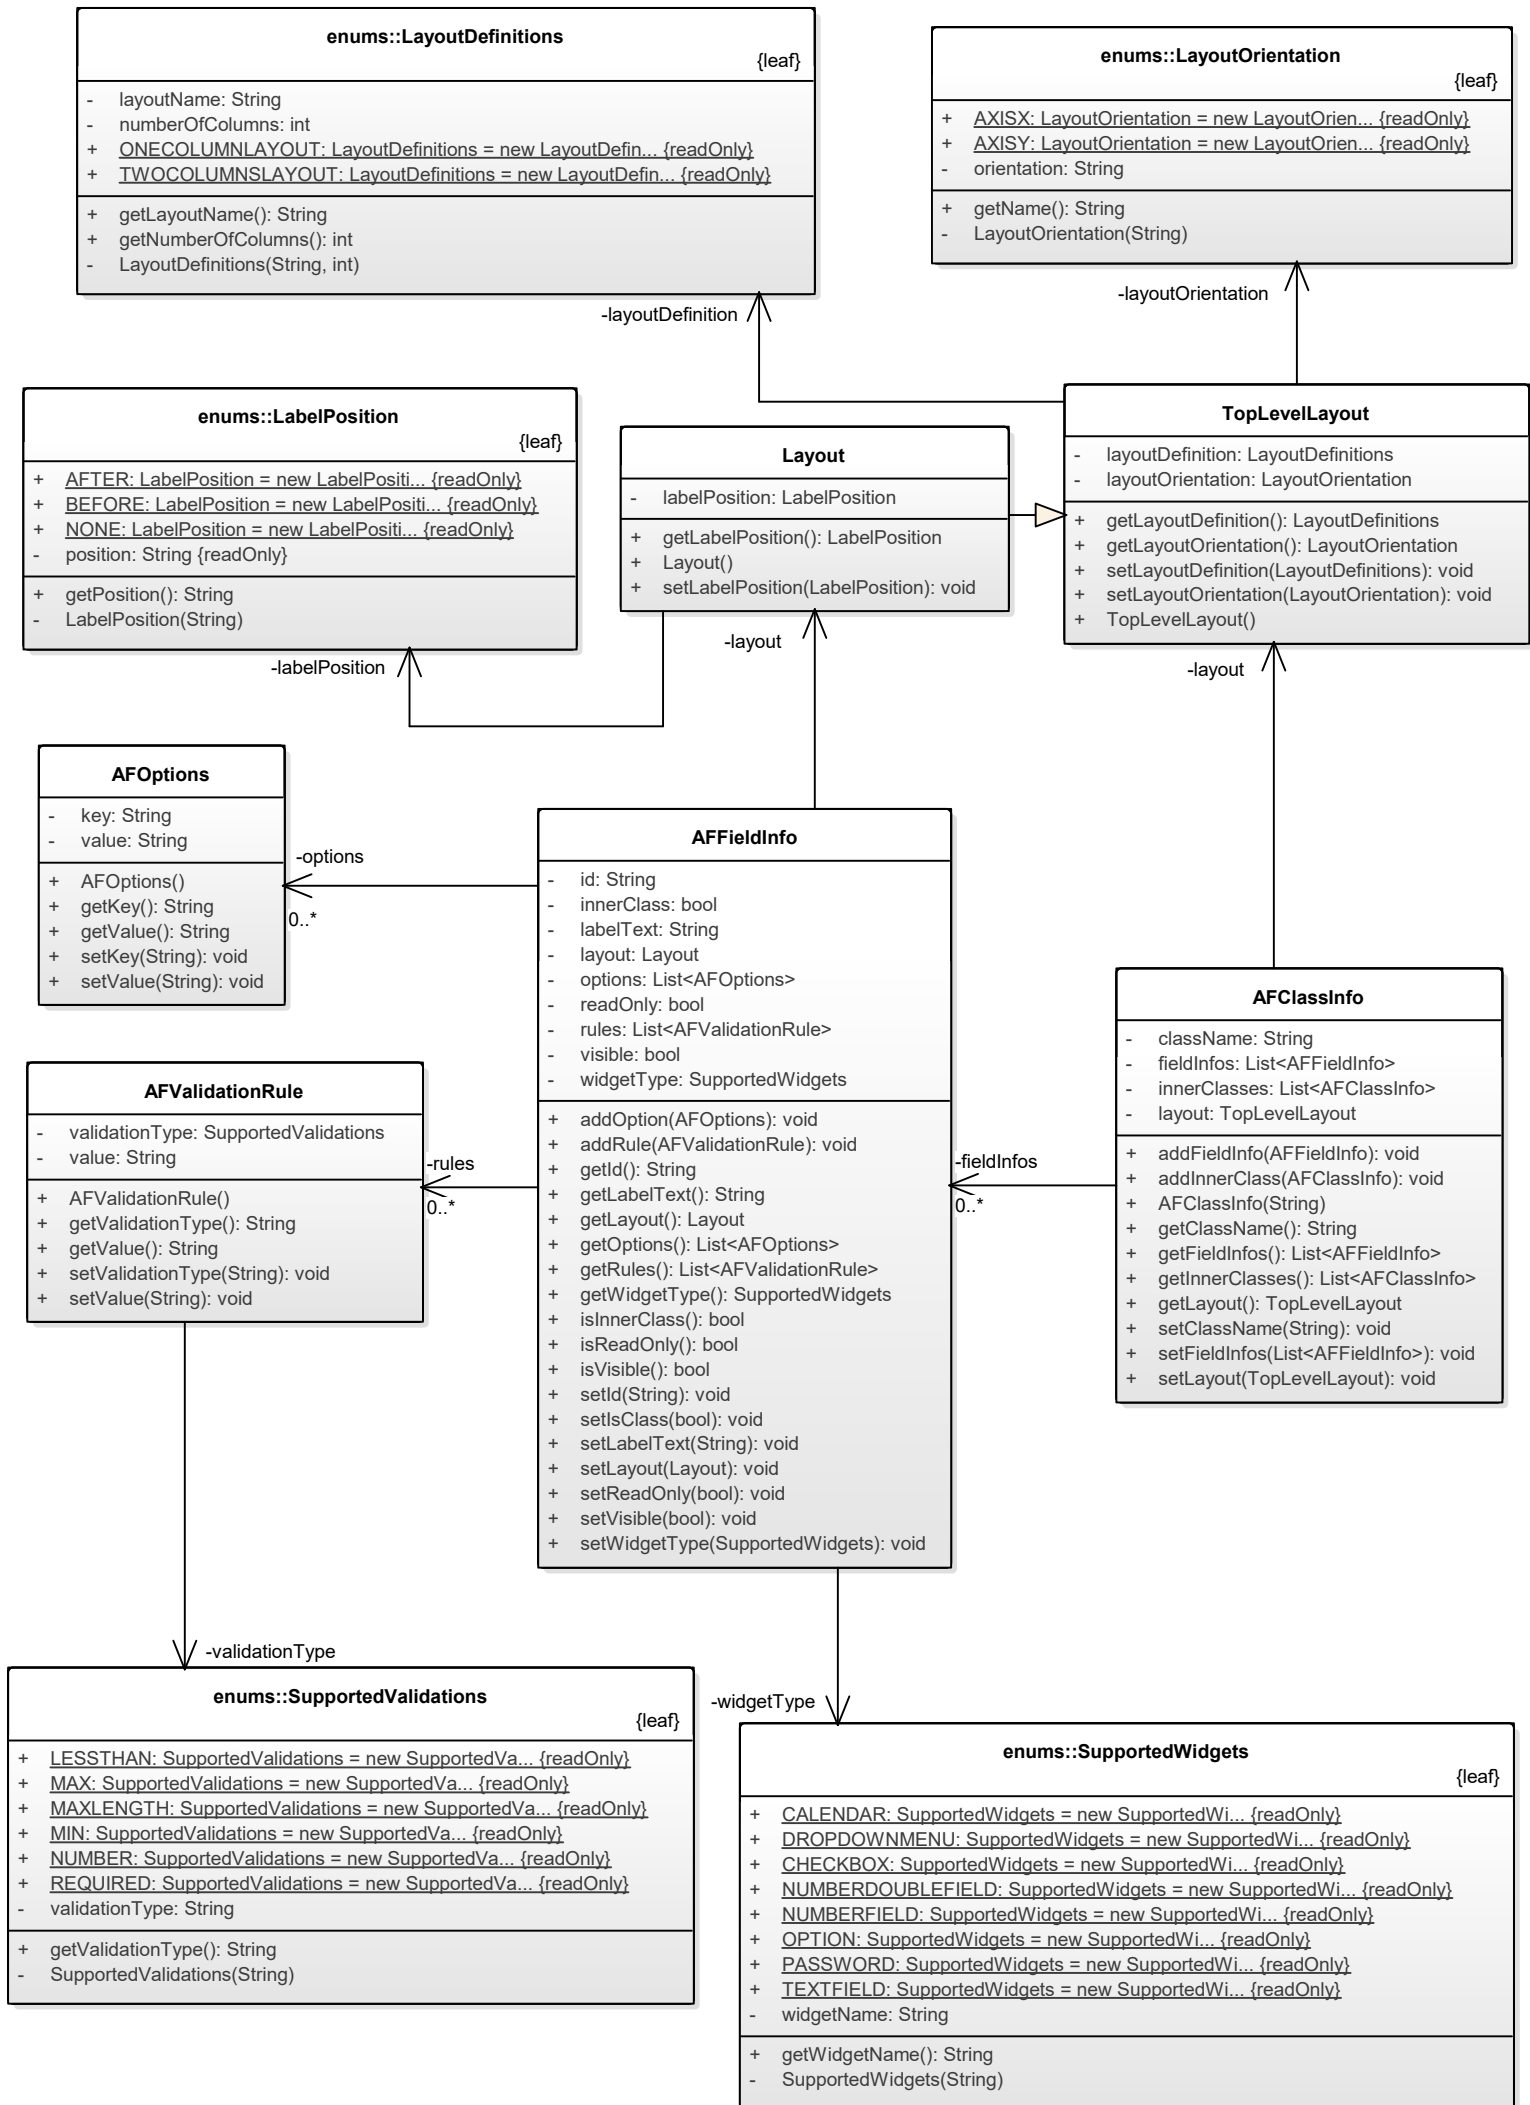 enums::LayoutDefinitions
{leaf}
- layoutName: String
- numberOfColumns: int
+ ONECOLUMNLAYOUT: LayoutDefinitions = new LayoutDefin... {readOnly}
+ TWOCOLUMNSLAYOUT: LayoutDefinitions = new LayoutDefin... {readOnly}
+ getLayoutName(): String
+ getNumberOfColumns(): int
- LayoutDefinitions(String, int)
enums::LayoutOrientation
{leaf}
+ AXISX: LayoutOrientation = new LayoutOrien... {readOnly}
+ AXISY: LayoutOrientation = new LayoutOrien... {readOnly}
- orientation: String
+ getName(): String
- LayoutOrientation(String)
-layoutDefinition
-layoutOrientation
enums::LabelPosition
{leaf}
+ AFTER: LabelPosition = new LabelPositi... {readOnly}
+ BEFORE: LabelPosition = new LabelPositi... {readOnly}
+ NONE: LabelPosition = new LabelPositi... {readOnly}
- position: String {readOnly}
+ getPosition(): String
- LabelPosition(String)
Layout
- labelPosition: LabelPosition
+ getLabelPosition(): LabelPosition
+ Layout()
+ setLabelPosition(LabelPosition): void
TopLevelLayout
- layoutDefinition: LayoutDefinitions
- layoutOrientation: LayoutOrientation
+ getLayoutDefinition(): LayoutDefinitions
+ getLayoutOrientation(): LayoutOrientation
+ setLayoutDefinition(LayoutDefinitions): void
+ setLayoutOrientation(LayoutOrientation): void
+ TopLevelLayout()
-labelPosition
-layout
-layout
AFOptions
- key: String
- value: String
+ AFOptions()
+ getKey(): String
+ getValue(): String
+ setKey(String): void
+ setValue(String): void
-options
0..*
AFFieldInfo
- id: String
- innerClass: bool
- labelText: String
- layout: Layout
- options: List<AFOptions>
- readOnly: bool
- rules: List<AFValidationRule>
- visible: bool
- widgetType: SupportedWidgets
+ addOption(AFOptions): void
+ addRule(AFValidationRule): void
+ getId(): String
+ getLabelText(): String
+ getLayout(): Layout
+ getOptions(): List<AFOptions>
+ getRules(): List<AFValidationRule>
+ getWidgetType(): SupportedWidgets
+ isInnerClass(): bool
+ isReadOnly(): bool
+ isVisible(): bool
+ setId(String): void
+ setIsClass(bool): void
+ setLabelText(String): void
+ setLayout(Layout): void
+ setReadOnly(bool): void
+ setVisible(bool): void
+ setWidgetType(SupportedWidgets): void
AFClassInfo
- className: String
- fieldInfos: List<AFFieldInfo>
- innerClasses: List<AFClassInfo>
- layout: TopLevelLayout
+ addFieldInfo(AFFieldInfo): void
+ addInnerClass(AFClassInfo): void
+ AFClassInfo(String)
+ getClassName(): String
+ getFieldInfos(): List<AFFieldInfo>
+ getInnerClasses(): List<AFClassInfo>
+ getLayout(): TopLevelLayout
+ setClassName(String): void
+ setFieldInfos(List<AFFieldInfo>): void
+ setLayout(TopLevelLayout): void
-fieldInfos
0..*
AFValidationRule
- validationType: SupportedValidations
- value: String
+ AFValidationRule()
+ getValidationType(): String
+ getValue(): String
+ setValidationType(String): void
+ setValue(String): void
-rules
0..*
-validationType
-widgetType
enums::SupportedValidations
{leaf}
+ LESSTHAN: SupportedValidations = new SupportedVa... {readOnly}
+ MAX: SupportedValidations = new SupportedVa... {readOnly}
+ MAXLENGTH: SupportedValidations = new SupportedVa... {readOnly}
+ MIN: SupportedValidations = new SupportedVa... {readOnly}
+ NUMBER: SupportedValidations = new SupportedVa... {readOnly}
+ REQUIRED: SupportedValidations = new SupportedVa... {readOnly}
- validationType: String
+ getValidationType(): String
- SupportedValidations(String)
enums::SupportedWidgets
{leaf}
+ CALENDAR: SupportedWidgets = new SupportedWi... {readOnly}
+ DROPDOWNMENU: SupportedWidgets = new SupportedWi... {readOnly}
+ CHECKBOX: SupportedWidgets = new SupportedWi... {readOnly}
+ NUMBERDOUBLEFIELD: SupportedWidgets = new SupportedWi... {readOnly}
+ NUMBERFIELD: SupportedWidgets = new SupportedWi... {readOnly}
+ OPTION: SupportedWidgets = new SupportedWi... {readOnly}
+ PASSWORD: SupportedWidgets = new SupportedWi... {readOnly}
+ TEXTFIELD: SupportedWidgets = new SupportedWi... {readOnly}
- widgetName: String
+ getWidgetName(): String
- SupportedWidgets(String)